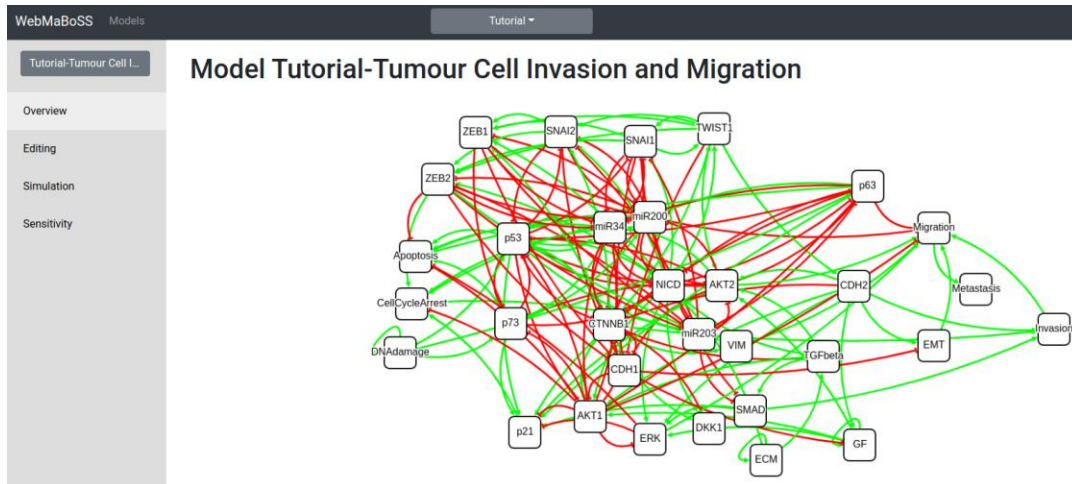 WebMaBoSS Models Tutorial
Tutorial-Tumour Cell I...
Model Tutorial-Tumour Cell Invasion and Migration
Overview
Editing
Simulation
Sensitivity
ZEB1
SNAI2
SNAI1
TWIST1
ZEB2
p63
miR200
miR34
Migration
p53
Apoptosis
NICD
AKT2
CDH2
Metastasis
CellCycleArrest
p73
CTNNB1
miR203
VIM
Invasion
EMT
DNAdamage
TGFbeta
CDH1
SMAD
AKT1
p21
ERK
DKK1
GF
ECM